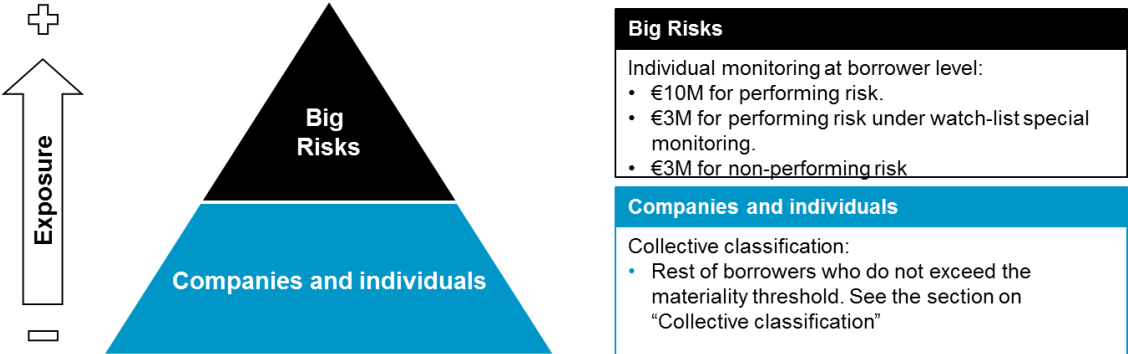 Exposure
Big
Risks
Companies and individuals
Big Risks
Individual monitoring at borrower level:
• €10M for performing risk.
• €3M for performing risk under watch-list special
monitoring.
• €3M for non-performing risk
Companies and individuals
Collective classification:
• Rest of borrowers who do not exceed the
materiality threshold. See the section on
“Collective classification”